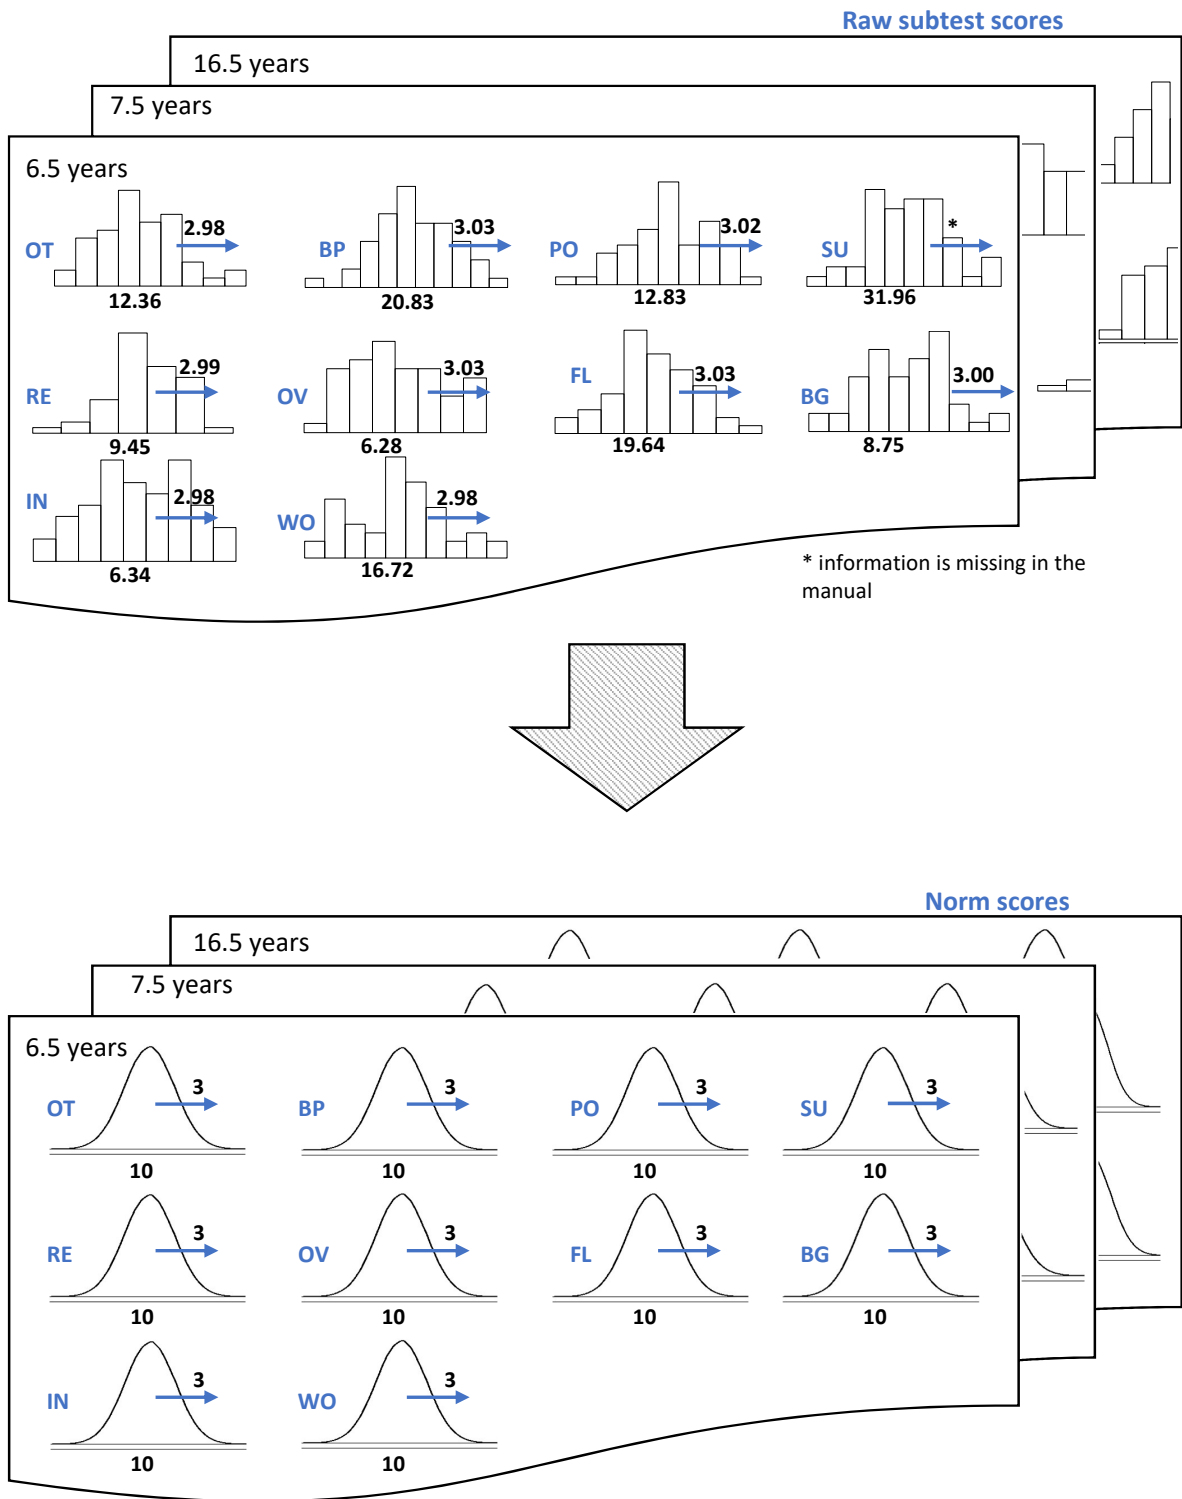 Raw subtest scores
16.5 years
7.5 years
6.5 years
OT 2.98 BP 3.03 PO 3.02 SU *
12.36 20.83 12.83 31.96
RE 2.99 OV 3.03 FL 3.03 BG 3.00
9.45 6.28 19.64 8.75
IN 2.98 WO 2.98
6.34 16.72
* information is missing in the
manual
Norm scores
16.5 years
7.5 years
6.5 years
OT 3 BP 3 PO 3 SU 3
10 10 10 10
RE 3 OV 3 FL 3 BG 3
10 10 10 10
IN 3 WO 3
10 10